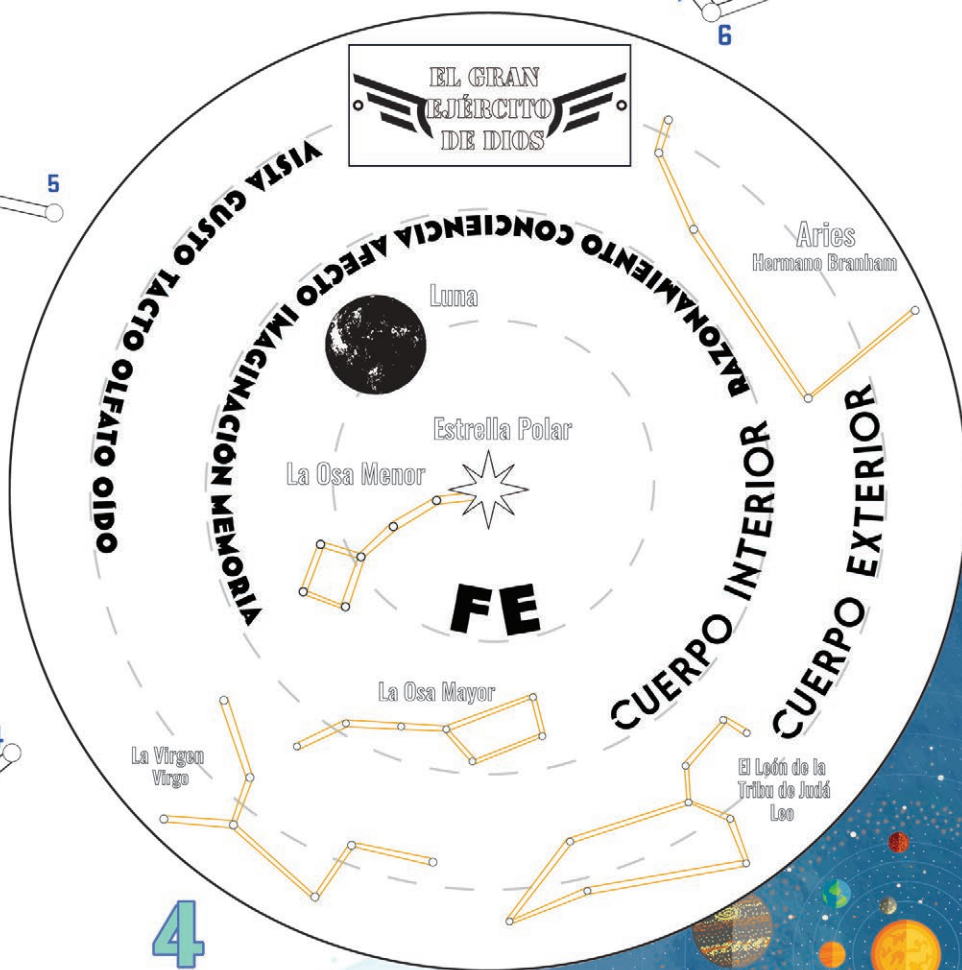 6
EL GRAN
EJÉRCITO
DE DIOS
5
VISTA GUSTO TACTO OLFATO OÍDO
RAZONAMIENTO CONCIENCIA AFECTO IMAGINACIÓN MEMORIA
Aries
Hermano Branham
Luna
Estrella Polar
La Osa Menor
FE
CUERPO INTERIOR
CUERPO EXTERIOR
La Osa Mayor
La Virgen
Virgo
El León de la
Tribu de Judá
Leo
4